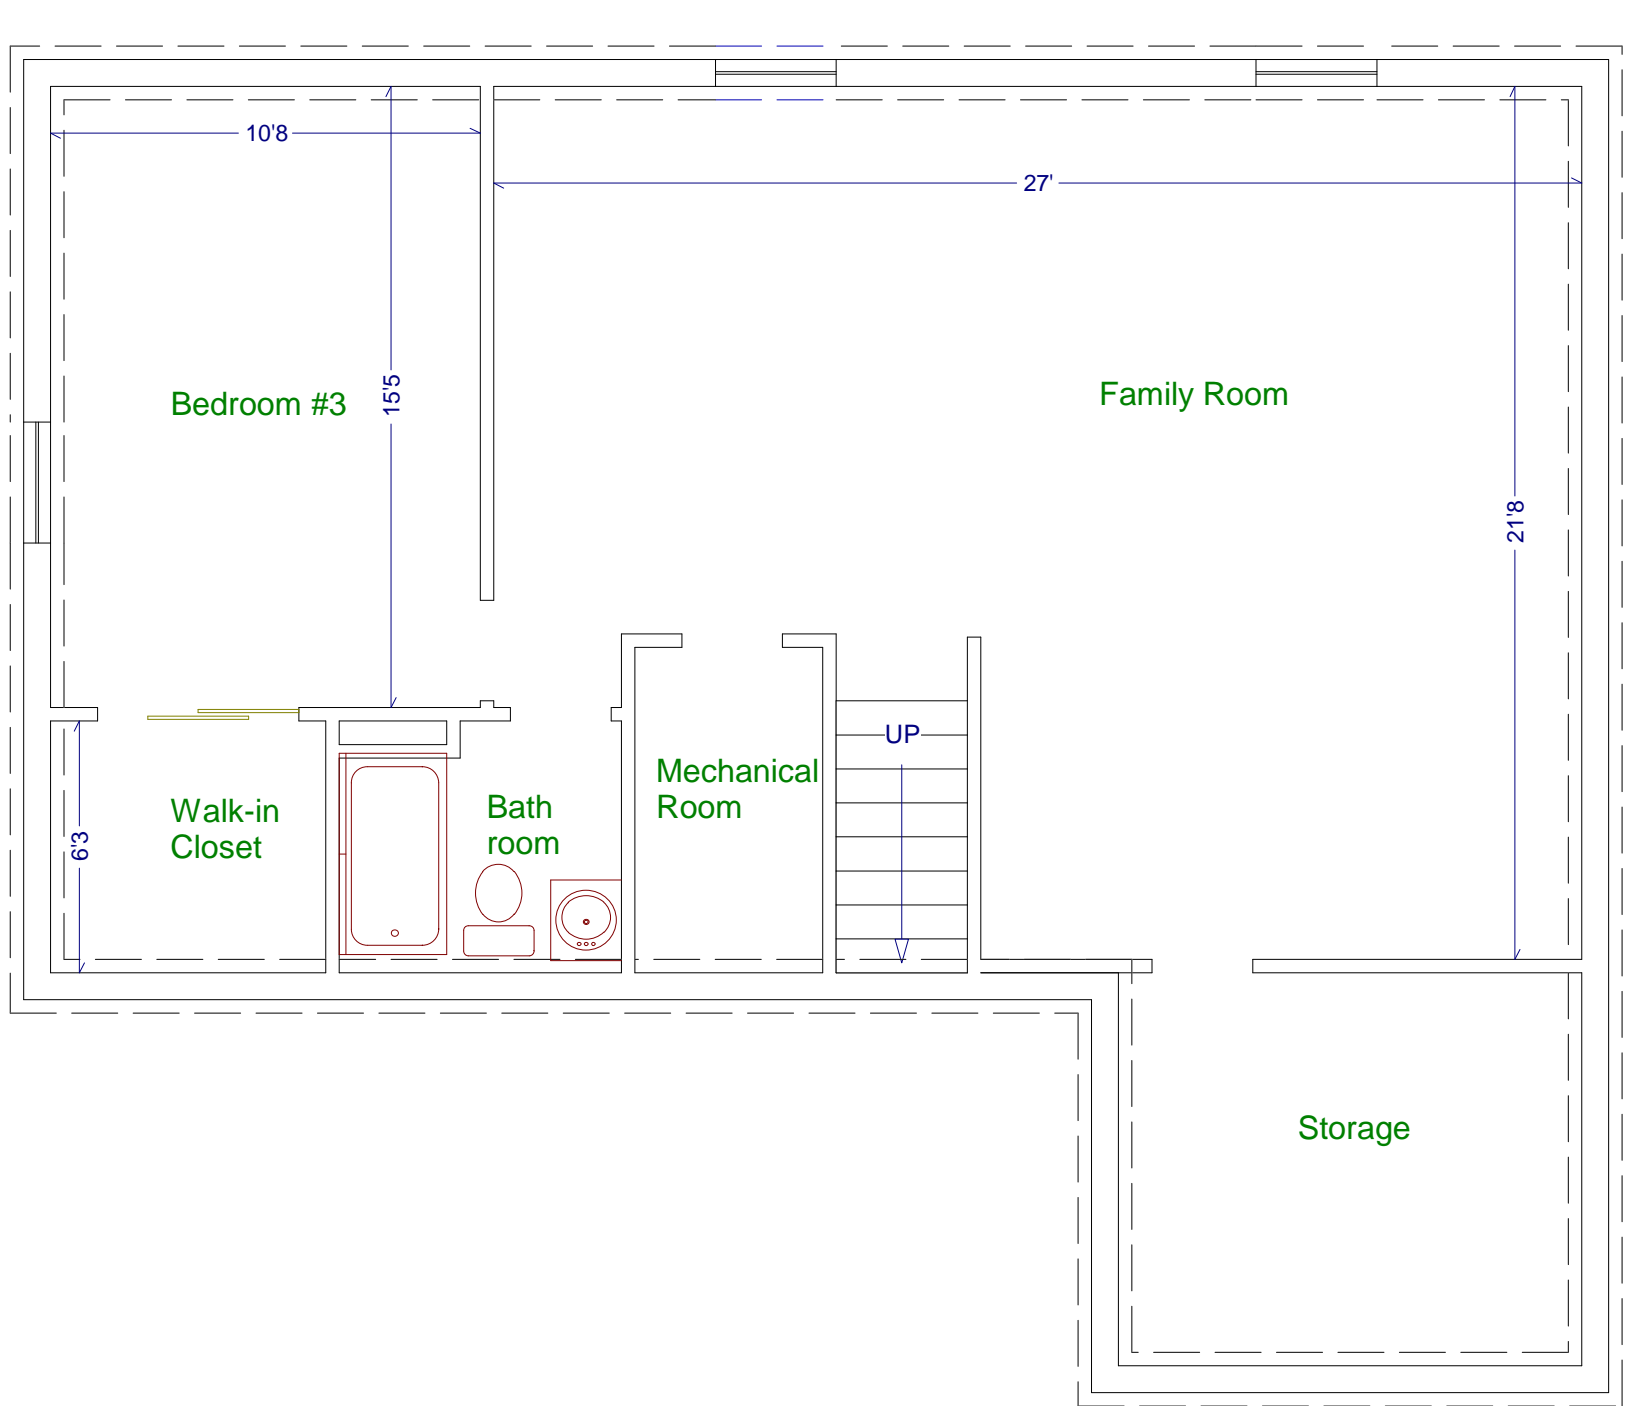 10'8
27'
Bedroom #3
15'5
Family Room
21'8
UP
Mechanical
Room
Walk-in
Closet
6'3
Bath
room
Storage